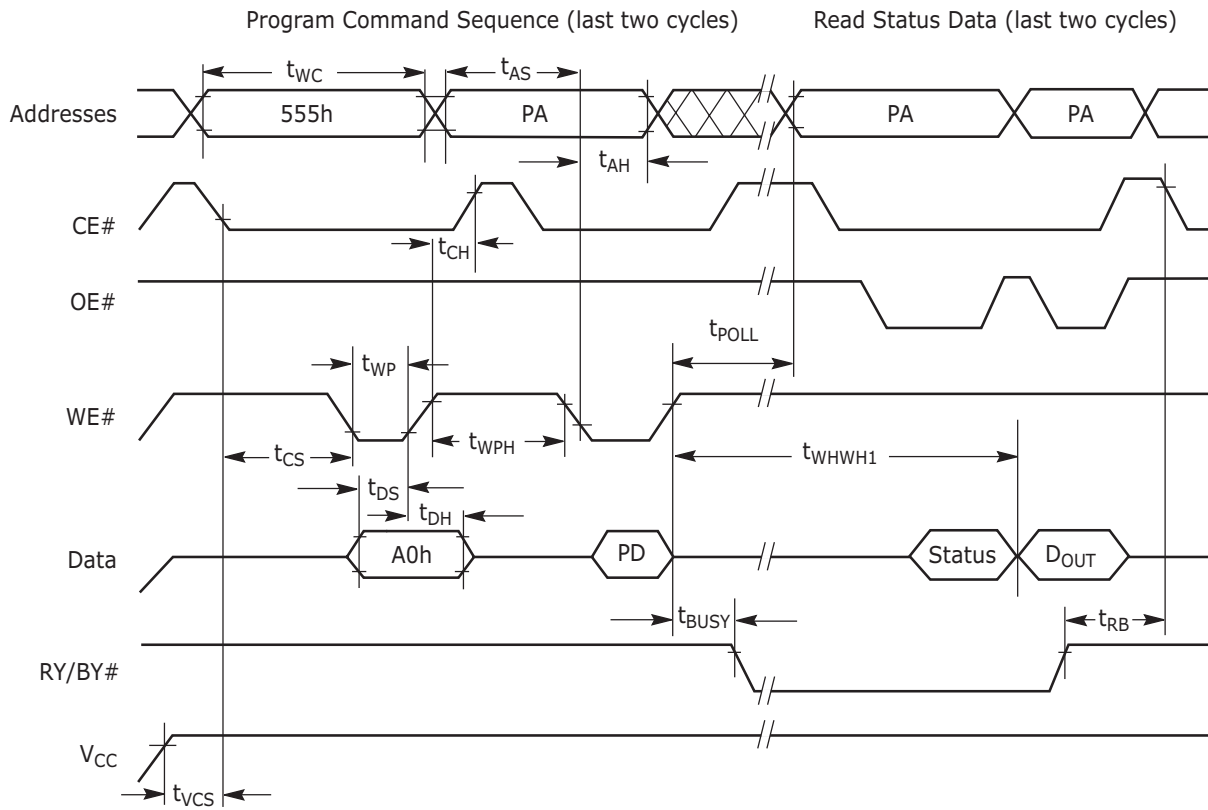 Program Command Sequence (last two cycles) Read Status Data (last two cycles)
tWC tAS
Addresses 555h PA PA PA
tAH
CE#
tCH
OE#
tPOLL
tWP
WE#
tCS tWPH tWHWH1
tDS
tDH
Data A0h PD Status DOUT
tBUSY tRB
RY/BY#
VCC
tVCS